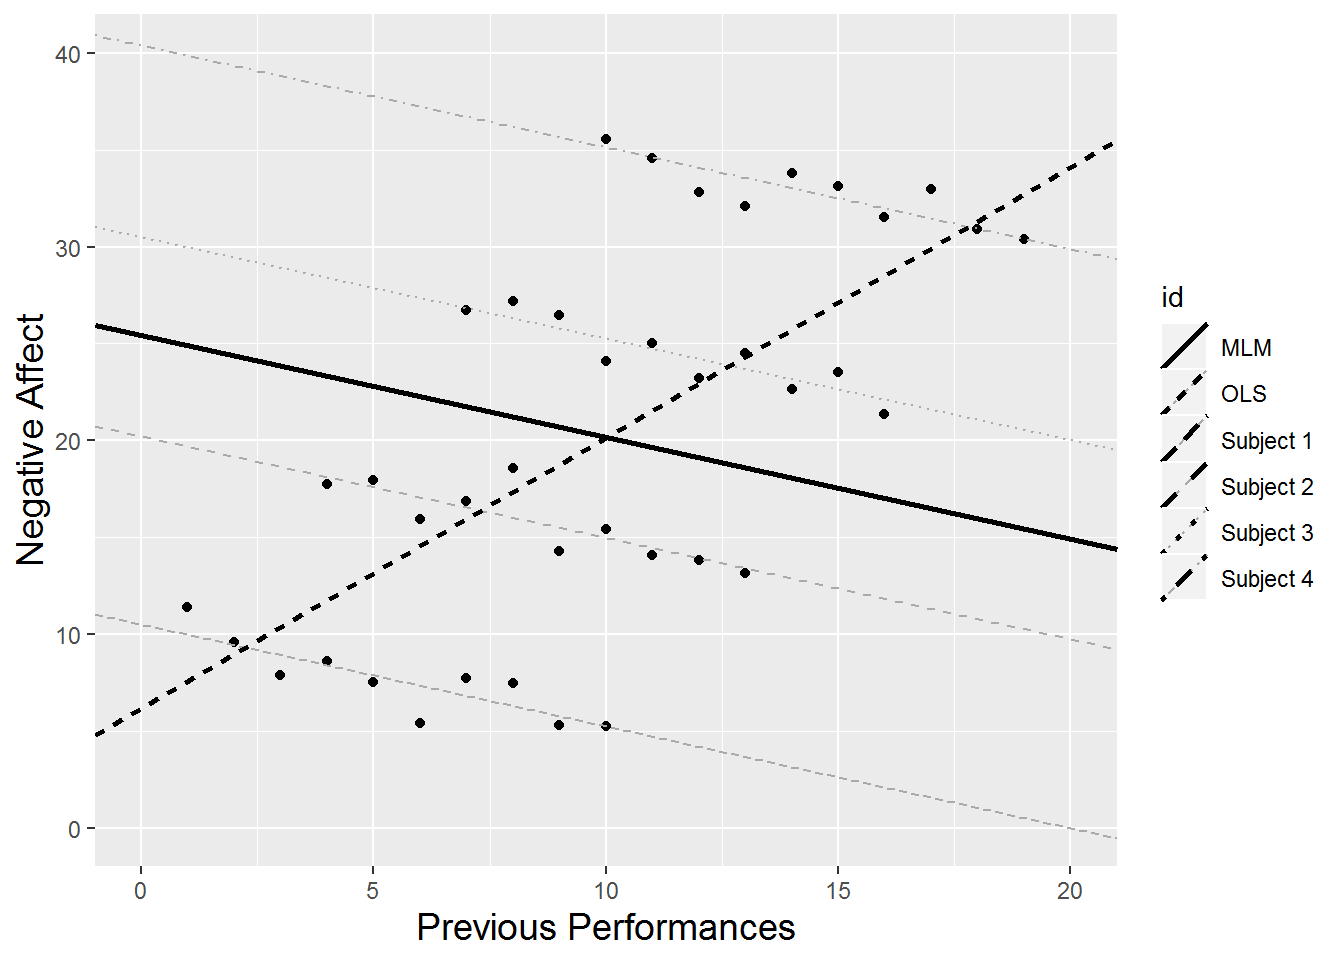 40
30
20
10
0
Negative Affect
0 5 10 15 20
Previous Performances
id
MLM
OLS
Subject 1
Subject 2
Subject 3
Subject 4